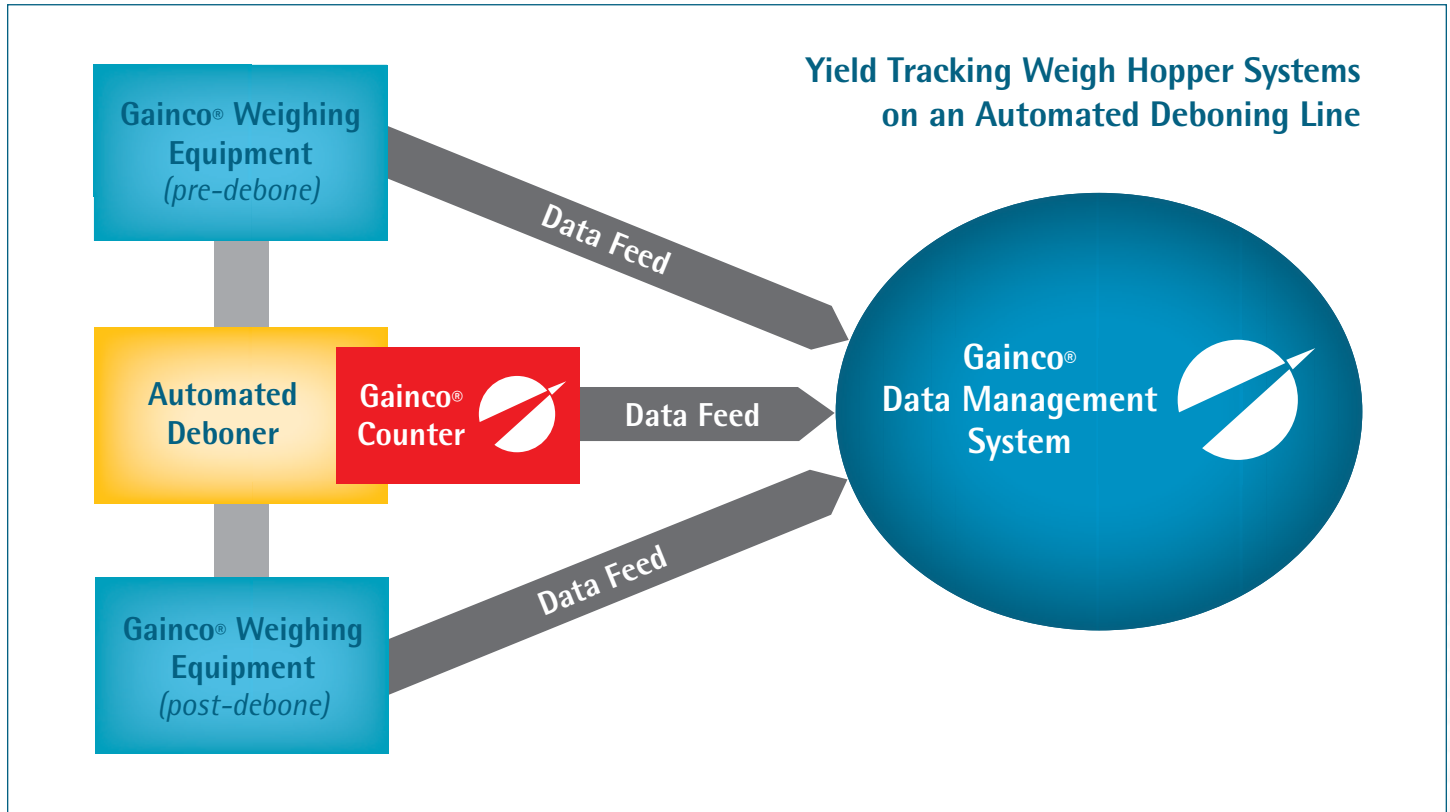 Yield Tracking Weigh Hopper Systems
on an Automated Deboning Line
Gainco® Weighing
Equipment
(pre-debone)
Data Feed
Automated
Deboner
Gainco®
Counter
Data Feed
Gainco®
Data Management
System
Data Feed
Gainco® Weighing
Equipment
(post-debone)